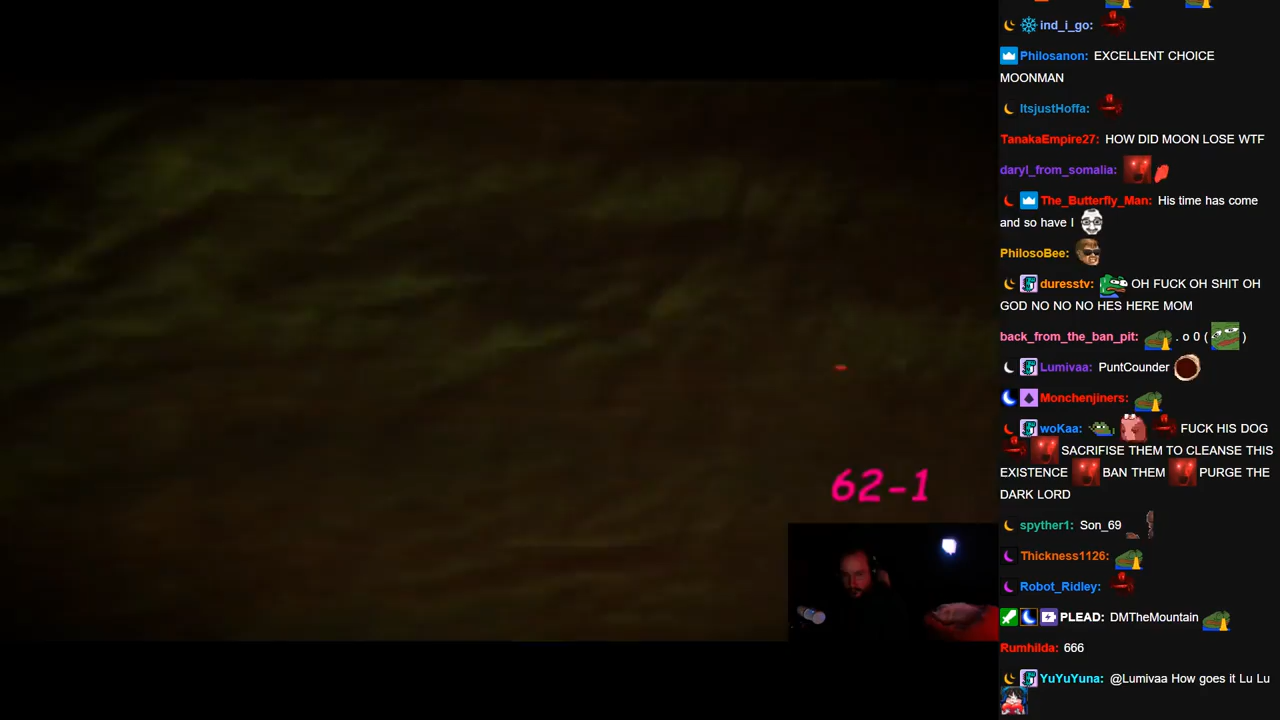 ind_i_go:
Philosanon: EXCELLENT CHOICE
MOONMAN
ItsjustHoffa:
TanakaEmpire27: HOW DID MOON LOSE WTF
daryl_from_somalia:
The_Butterfly_Man: His time has come
and so have I
PhilosoBee:
duresstv: OH FUCK OH SHIT OH
GOD NO NO NO HES HERE MOM
back_from_the_ban_pit: . o 0 ( )
Lumivaa: PuntCounder
Monchenjiners:
woKaa: FUCK HIS DOG
SACRIFISE THEM TO CLEANSE THIS
EXISTENCE BAN THEM PURGE THE
DARK LORD
spyther1: Son_69
Thickness1126:
Robot_Ridley:
PLEAD: DMTheMountain
Rumhilda: 666
YuYuYuna: @Lumivaa How goes it Lu Lu
62-1